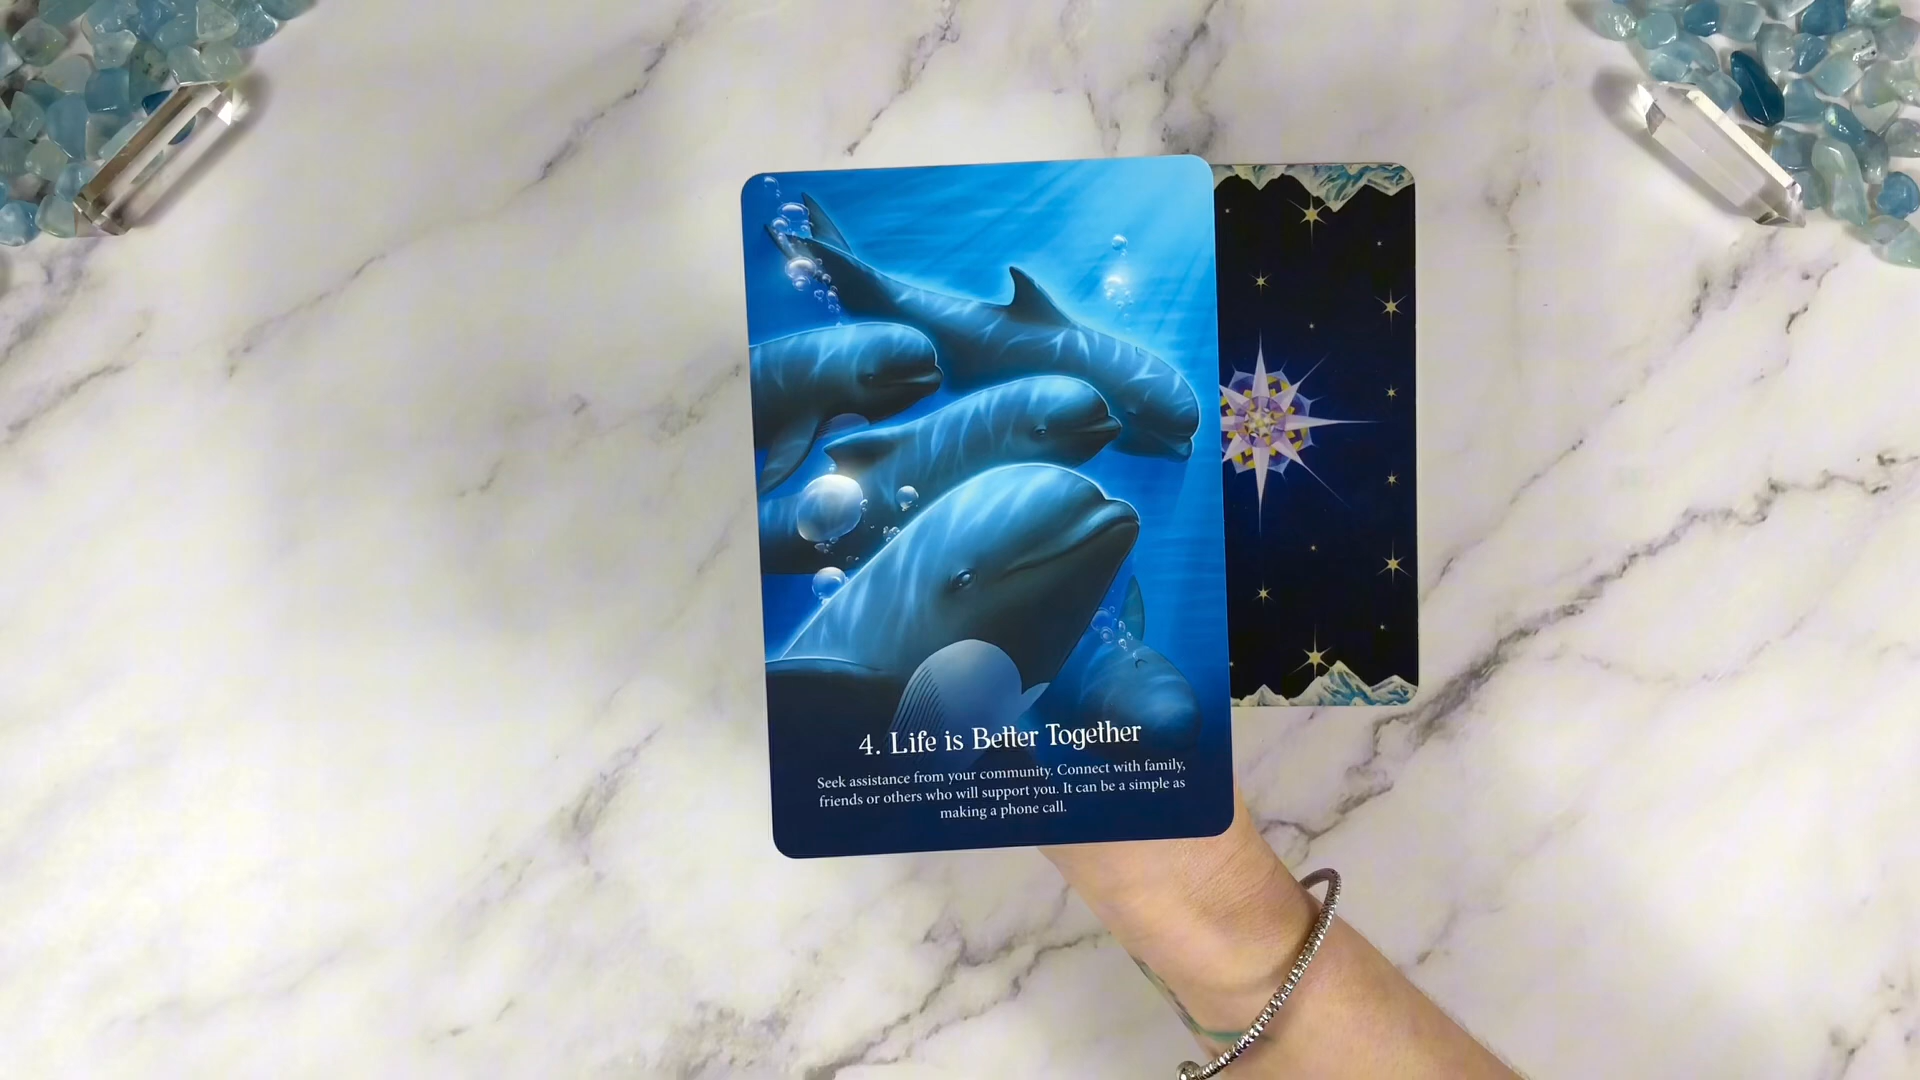 4. Life is Better Together
Seek assistance from your community. Connect with family,
friends or others who will support you. It can be a simple as
making a phone call.